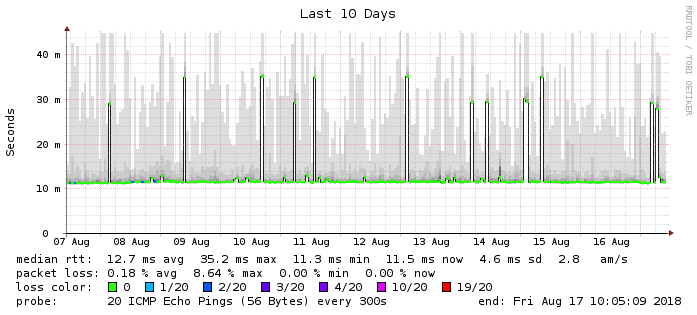 Last 10 Days
RRDTOOL / TOBI OETIKER
Seconds
40 m
30 m
20 m
10 m
0
07 Aug 08 Aug 09 Aug 10 Aug 11 Aug 12 Aug 13 Aug 14 Aug 15 Aug 16 Aug
median rtt: 12.7 ms avg 35.2 ms max 11.3 ms min 11.5 ms now 4.6 ms sd 2.8 am/s
packet loss: 0.18 % avg 8.64 % max 0.00 % min 0.00 % now
loss color: 0 1/20 2/20 3/20 4/20 10/20 19/20
probe: 20 ICMP Echo Pings (56 Bytes) every 300s end: Fri Aug 17 10:05:09 2018